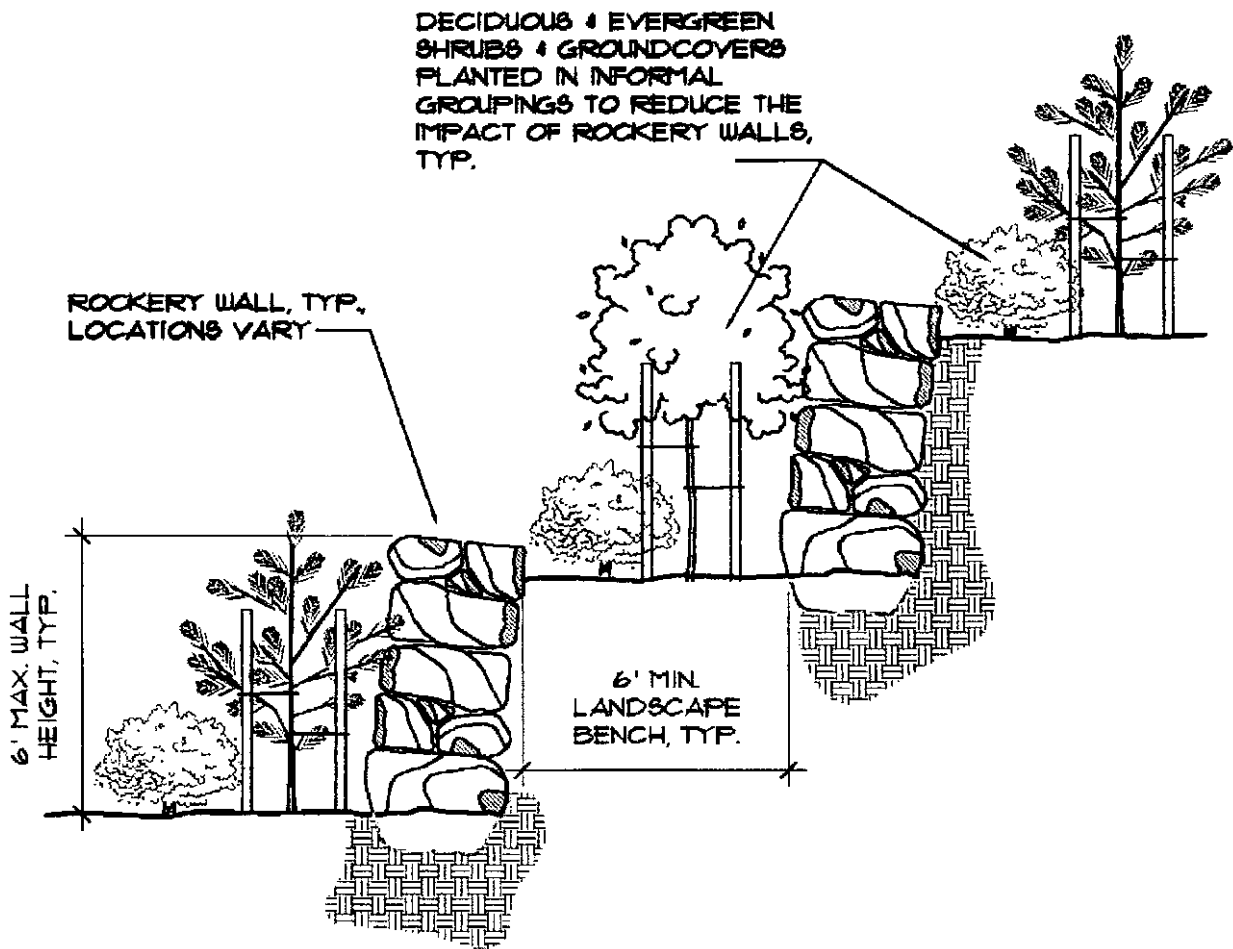 DECIDUOUS & EVERGREEN
SHRUBS & GROUNDCOVERS
PLANTED IN INFORMAL
GROUPINGS TO REDUCE THE
IMPACT OF ROCKERY WALLS,
TYP.
ROCKERY WALL, TYP.,
LOCATIONS VARY
6' MAX. WALL
HEIGHT, TYP.
6' MIN.
LANDSCAPE
BENCH, TYP.